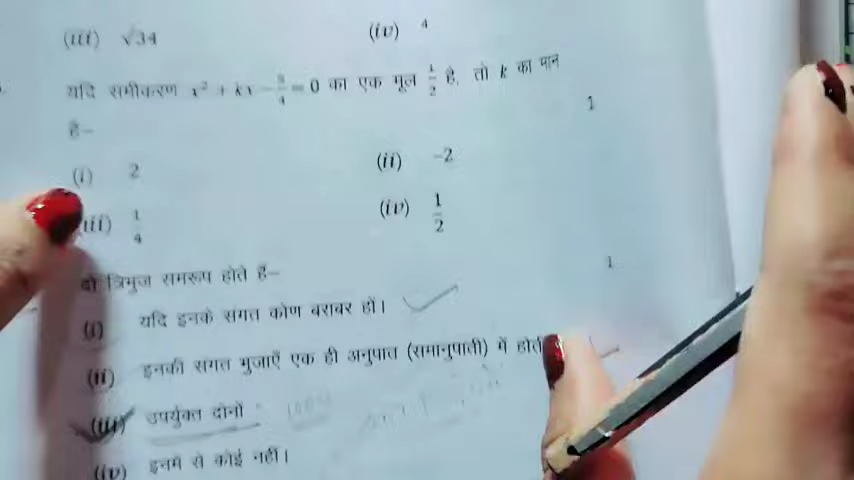 (iii) √34 (iv) 4
यदि समीकरण x² + kx − 5/4 = 0 का एक मूल 1/2 है, तो k का मान
है− 1
(i) 2 (ii) −2
(iii) 1/4 (iv) 1/2
दो त्रिभुज समरूप होते हैं− 1
(i) यदि इनके संगत कोण बराबर हों।
(ii) इनकी संगत भुजाएँ एक ही अनुपात (समानुपाती) में
(iii) उपर्युक्त दोनों
(iv) इनमें से कोई नहीं।